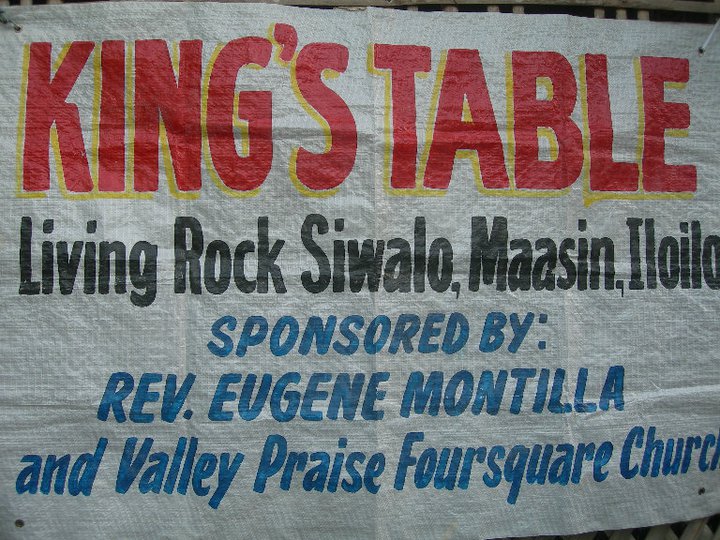 KING'S TABLE
Living Rock Siwalo, Maasin, Iloilo
SPONSORED BY:
REV. EUGENE MONTILLA
and Valley Praise Foursquare Church